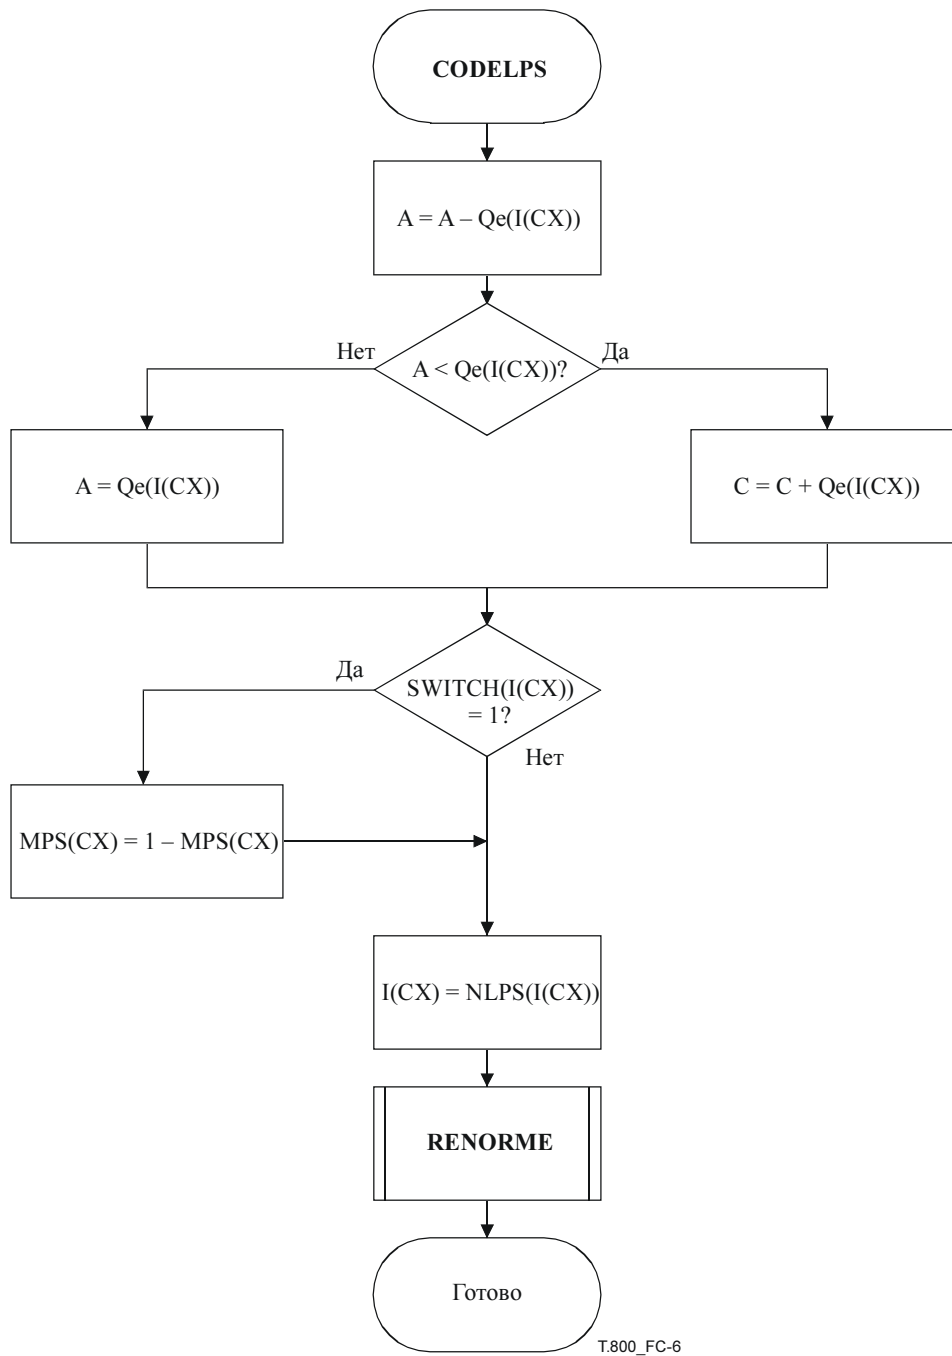 CODELPS
A = A – Qe(I(CX))
Нет
Да
A < Qe(I(CX))?
A = Qe(I(CX))
C = C + Qe(I(CX))
Да
SWITCH(I(CX))
= 1?
Нет
MPS(CX) = 1 – MPS(CX)
I(CX) = NLPS(I(CX))
RENORME
Готово
T.800_FC-6